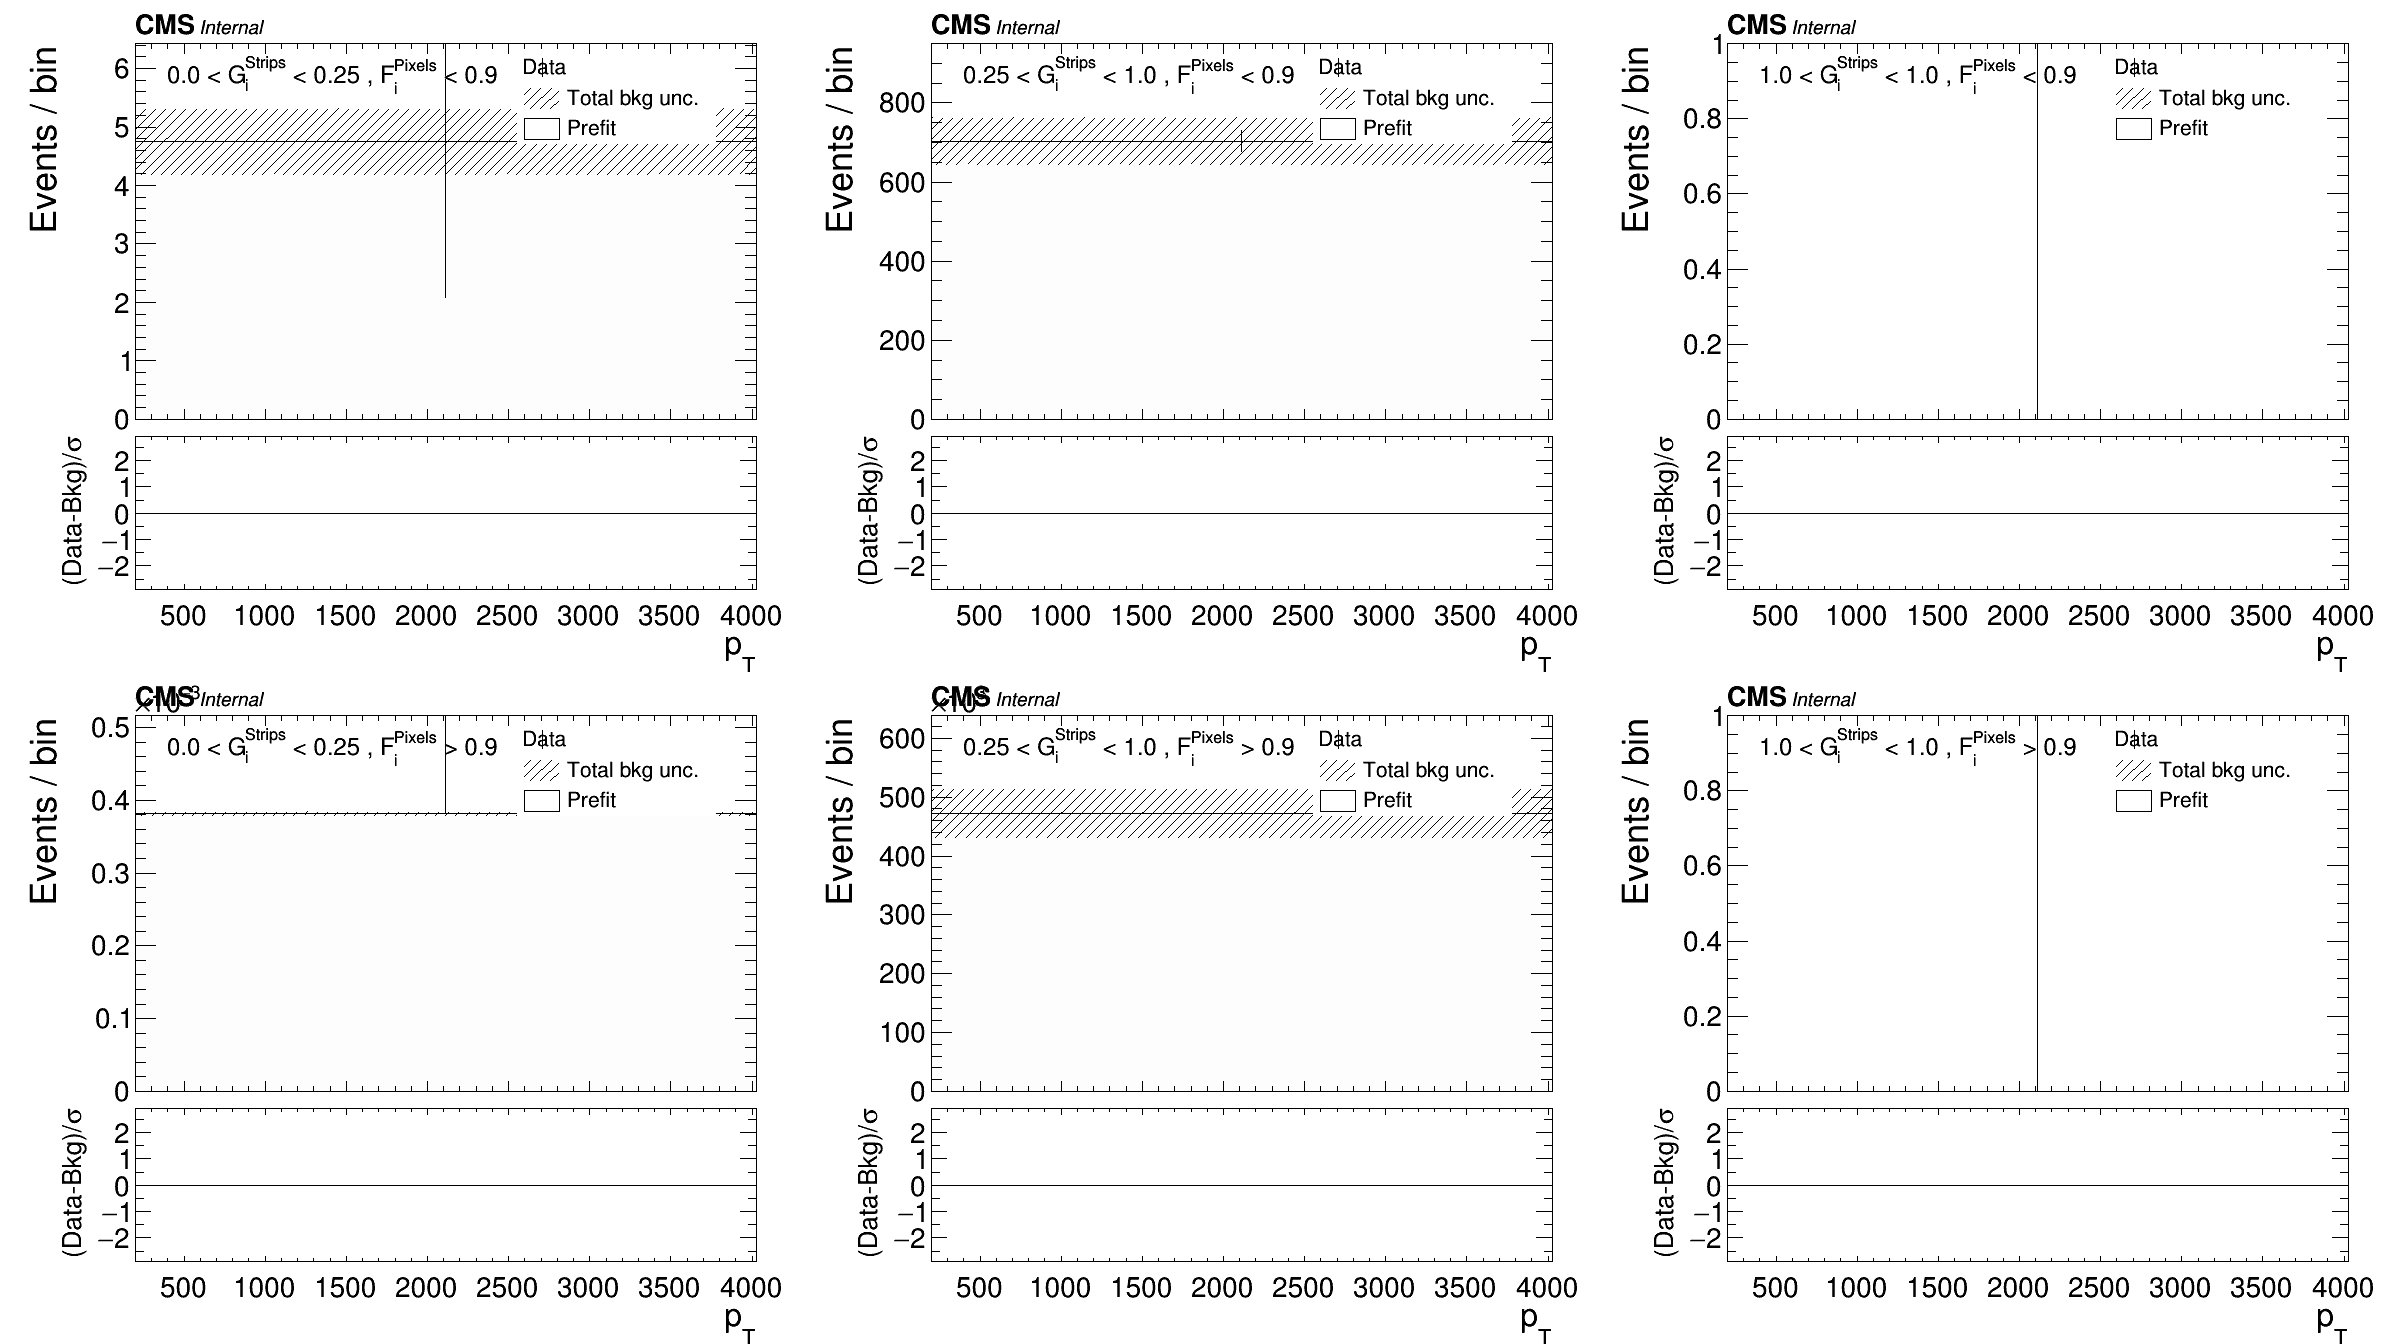 CMS Internal
Events / bin
0.0 < G_i^Strips < 0.25 , F_i^Pixels < 0.9
Data
Total bkg unc.
Prefit
6
5
4
3
2
1
0
(Data-Bkg)/σ
2
1
0
−1
−2
500 1000 1500 2000 2500 3000 3500 4000
p_T
CMS Internal
Events / bin
0.25 < G_i^Strips < 1.0 , F_i^Pixels < 0.9
Data
Total bkg unc.
Prefit
800
600
400
200
0
(Data-Bkg)/σ
2
1
0
−1
−2
500 1000 1500 2000 2500 3000 3500 4000
p_T
CMS Internal
Events / bin
1.0 < G_i^Strips < 1.0 , F_i^Pixels < 0.9
Data
Total bkg unc.
Prefit
1
0.8
0.6
0.4
0.2
0
(Data-Bkg)/σ
2
1
0
−1
−2
500 1000 1500 2000 2500 3000 3500 4000
p_T
CMS Internal
Events / bin
0.0 < G_i^Strips < 0.25 , F_i^Pixels > 0.9
Data
Total bkg unc.
Prefit
0.5
0.4
0.3
0.2
0.1
0
(Data-Bkg)/σ
2
1
0
−1
−2
500 1000 1500 2000 2500 3000 3500 4000
p_T
CMS Internal
Events / bin
0.25 < G_i^Strips < 1.0 , F_i^Pixels > 0.9
Data
Total bkg unc.
Prefit
600
500
400
300
200
100
0
(Data-Bkg)/σ
2
1
0
−1
−2
500 1000 1500 2000 2500 3000 3500 4000
p_T
CMS Internal
Events / bin
1.0 < G_i^Strips < 1.0 , F_i^Pixels > 0.9
Data
Total bkg unc.
Prefit
1
0.8
0.6
0.4
0.2
0
(Data-Bkg)/σ
2
1
0
−1
−2
500 1000 1500 2000 2500 3000 3500 4000
p_T